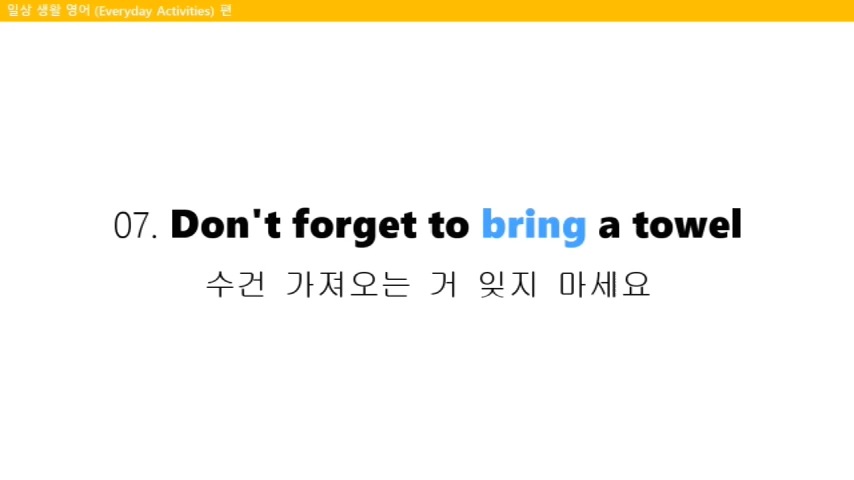 일상 생활 영어 (Everyday Activities) 편
07. Don't forget to bring a towel
수건 가져오는 거 잊지 마세요